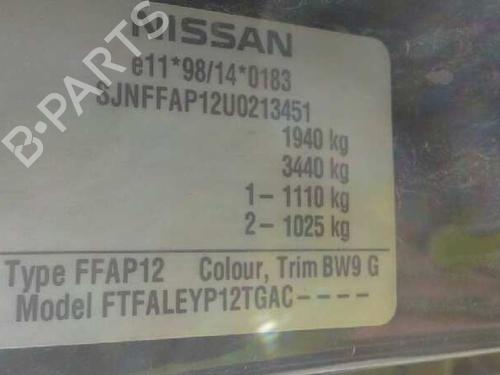 NISSAN
e11*98/14*0183
SJNFFAP12U0213451
1940 kg
3440 kg
1- 1110 kg
2- 1025 kg
Type FFAP12 Colour, Trim BW9 G
Model FTFALEYP12TGAC----